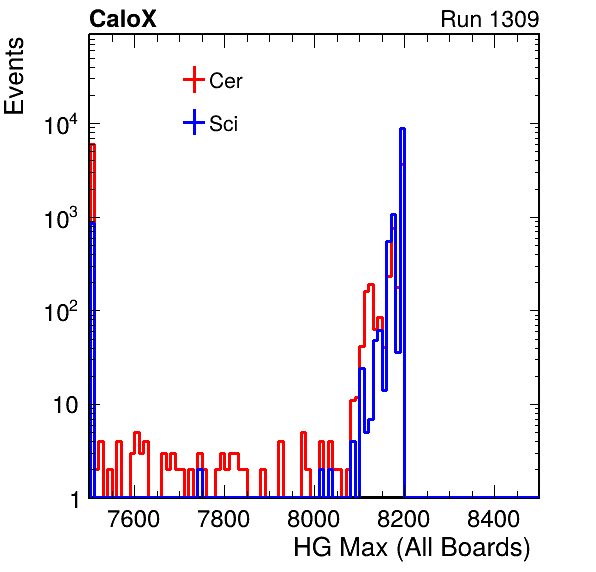 CaloX Run 1309
Events
Cer
Sci
10^4
10^3
10^2
10
1
7600 7800 8000 8200 8400
HG Max (All Boards)